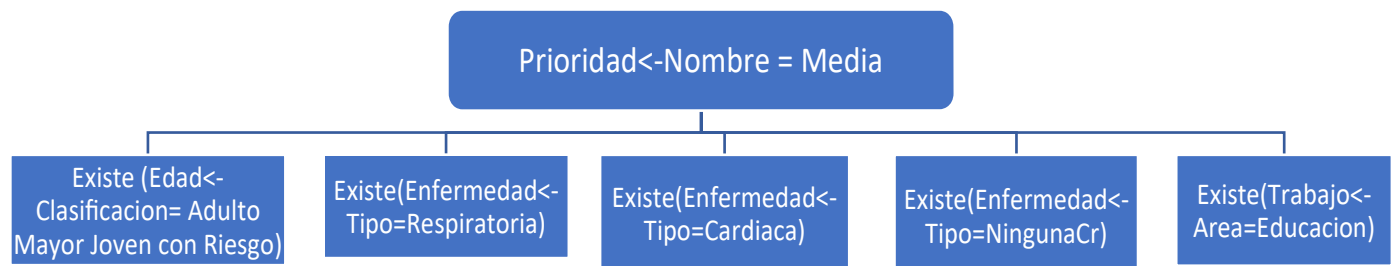 Prioridad<-Nombre = Media
Existe (Edad<-
Clasificacion= Adulto
Mayor Joven con Riesgo)
Existe(Enfermedad<-
Tipo=Respiratoria)
Existe(Enfermedad<-
Tipo=Cardiaca)
Existe(Enfermedad<-
Tipo=NingunaCr)
Existe(Trabajo<-
Area=Educacion)